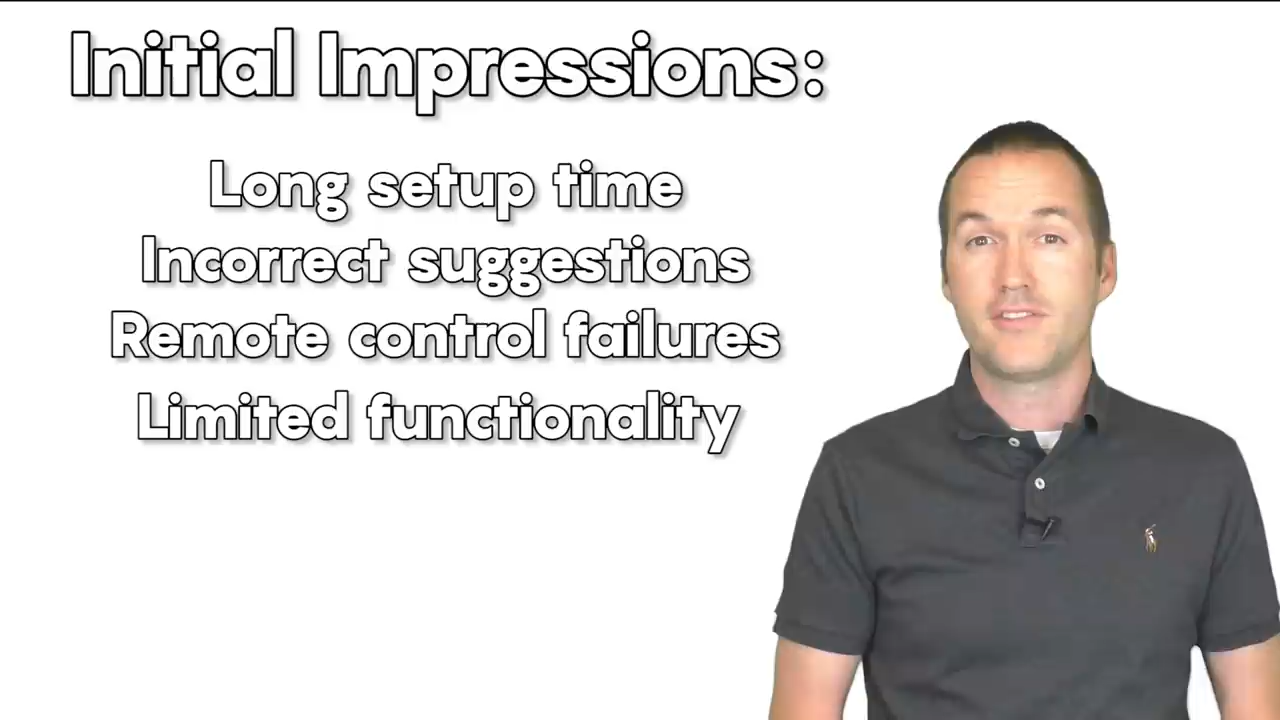 Initial Impressions:
Long setup time
Incorrect suggestions
Remote control failures
Limited functionality